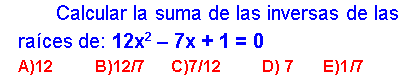 Calcular la suma de las inversas de las
raíces de: 12x² – 7x + 1 = 0
A)12 B)12/7 C)7/12 D) 7 E)1/7